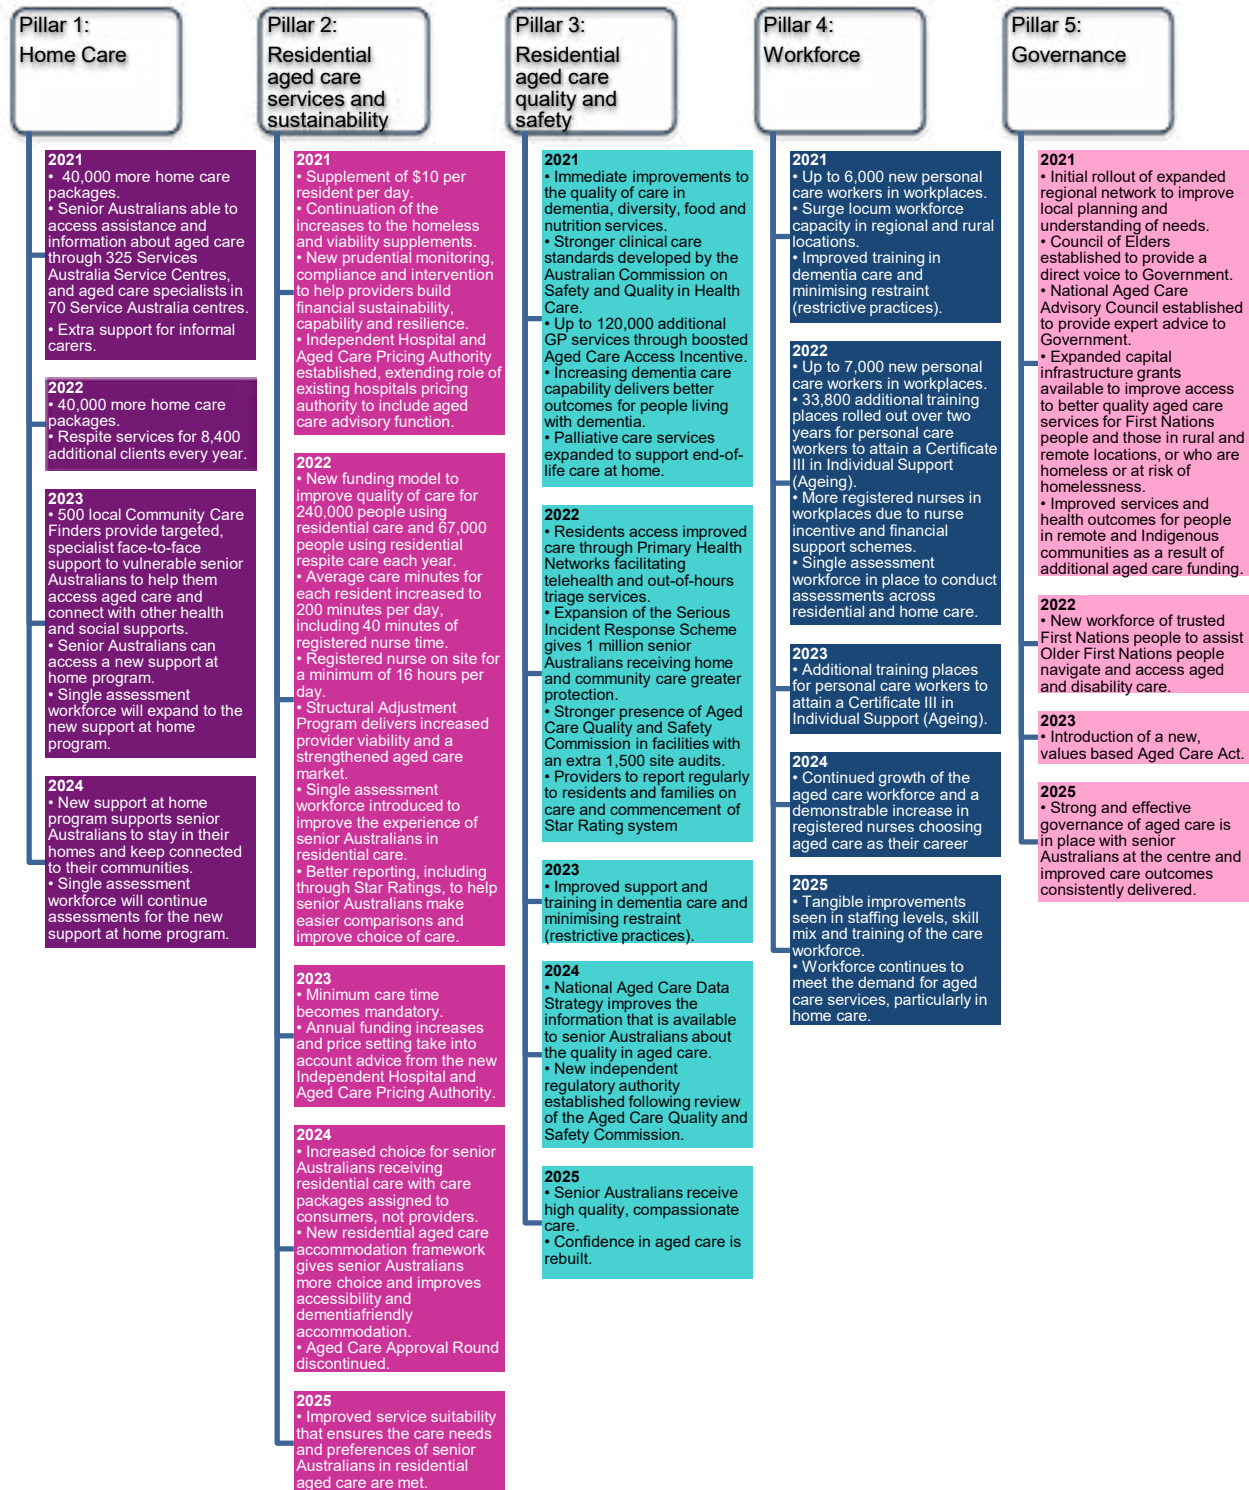 Pillar 1:
Home Care
2021
• 40,000 more home care
packages.
• Senior Australians able to
access assistance and
information about aged care
through 325 Services
Australia Service Centres,
and aged care specialists in
70 Service Australia centres.
• Extra support for informal
carers.
2022
• 40,000 more home care
packages.
• Respite services for 8,400
additional clients every year.
2023
• 500 local Community Care
Finders provide targeted,
specialist face-to-face
support to vulnerable senior
Australians to help them
access aged care and
connect with other health
and social supports.
• Senior Australians can
access a new support at
home program.
• Single assessment
workforce will expand to the
new support at home
program.
2024
• New support at home
program supports senior
Australians to stay in their
homes and keep connected
to their communities.
• Single assessment
workforce will continue
assessments for the new
support at home program.
Pillar 2:
Residential
aged care
services and
sustainability
2021
• Supplement of $10 per
resident per day.
• Continuation of the
increases to the homeless
and viability supplements.
• New prudential monitoring,
compliance and intervention
to help providers build
financial sustainability,
capability and resilience.
• Independent Hospital and
Aged Care Pricing Authority
established, extending role of
existing hospitals pricing
authority to include aged
care advisory function.
2022
• New funding model to
improve quality of care for
240,000 people using
residential care and 67,000
people using residential
respite care each year.
• Average care minutes for
each resident increased to
200 minutes per day,
including 40 minutes of
registered nurse time.
• Registered nurse on site for
a minimum of 16 hours per
day.
• Structural Adjustment
Program delivers increased
provider viability and a
strengthened aged care
market.
• Single assessment
workforce introduced to
improve the experience of
senior Australians in
residential care.
• Better reporting, including
through Star Ratings, to help
senior Australians make
easier comparisons and
improve choice of care.
2023
• Minimum care time
becomes mandatory.
• Annual funding increases
and price setting take into
account advice from the new
Independent Hospital and
Aged Care Pricing Authority.
2024
• Increased choice for senior
Australians receiving
residential care with care
packages assigned to
consumers, not providers.
• New residential aged care
accommodation framework
gives senior Australians
more choice and improves
accessibility and
dementiafriendly
accommodation.
• Aged Care Approval Round
discontinued.
2025
• Improved service suitability
that ensures the care needs
and preferences of senior
Australians in residential
aged care are met.
Pillar 3:
Residential
aged care
quality and
safety
2021
• Immediate improvements to
the quality of care in
dementia, diversity, food and
nutrition services.
• Stronger clinical care
standards developed by the
Australian Commission on
Safety and Quality in Health
Care.
• Up to 120,000 additional
GP services through boosted
Aged Care Access Incentive.
• Increasing dementia care
capability delivers better
outcomes for people living
with dementia.
• Palliative care services
expanded to support end-of-
life care at home.
2022
• Residents access improved
care through Primary Health
Networks facilitating
telehealth and out-of-hours
triage services.
• Expansion of the Serious
Incident Response Scheme
gives 1 million senior
Australians receiving home
and community care greater
protection.
• Stronger presence of Aged
Care Quality and Safety
Commission in facilities with
an extra 1,500 site audits.
• Providers to report regularly
to residents and families on
care and commencement of
Star Rating system
2023
• Improved support and
training in dementia care and
minimising restraint
(restrictive practices).
2024
• National Aged Care Data
Strategy improves the
information that is available
to senior Australians about
the quality in aged care.
• New independent
regulatory authority
established following review
of the Aged Care Quality and
Safety Commission.
2025
• Senior Australians receive
high quality, compassionate
care.
• Confidence in aged care is
rebuilt.
Pillar 4:
Workforce
2021
• Up to 6,000 new personal
care workers in workplaces.
• Surge locum workforce
capacity in regional and rural
locations.
• Improved training in
dementia care and
minimising restraint
(restrictive practices).
2022
• Up to 7,000 new personal
care workers in workplaces.
• 33,800 additional training
places rolled out over two
years for personal care
workers to attain a Certificate
III in Individual Support
(Ageing).
• More registered nurses in
workplaces due to nurse
incentive and financial
support schemes.
• Single assessment
workforce in place to conduct
assessments across
residential and home care.
2023
• Additional training places
for personal care workers to
attain a Certificate III in
Individual Support (Ageing).
2024
• Continued growth of the
aged care workforce and a
demonstrable increase in
registered nurses choosing
aged care as their career
2025
• Tangible improvements
seen in staffing levels, skill
mix and training of the care
workforce.
• Workforce continues to
meet the demand for aged
care services, particularly in
home care.
Pillar 5:
Governance
2021
• Initial rollout of expanded
regional network to improve
local planning and
understanding of needs.
• Council of Elders
established to provide a
direct voice to Government.
• National Aged Care
Advisory Council established
to provide expert advice to
Government.
• Expanded capital
infrastructure grants
available to improve access
to better quality aged care
services for First Nations
people and those in rural and
remote locations, or who are
homeless or at risk of
homelessness.
• Improved services and
health outcomes for people
in remote and Indigenous
communities as a result of
additional aged care funding.
2022
• New workforce of trusted
First Nations people to assist
Older First Nations people
navigate and access aged
and disability care.
2023
• Introduction of a new,
values based Aged Care Act.
2025
• Strong and effective
governance of aged care is
in place with senior
Australians at the centre and
improved care outcomes
consistently delivered.